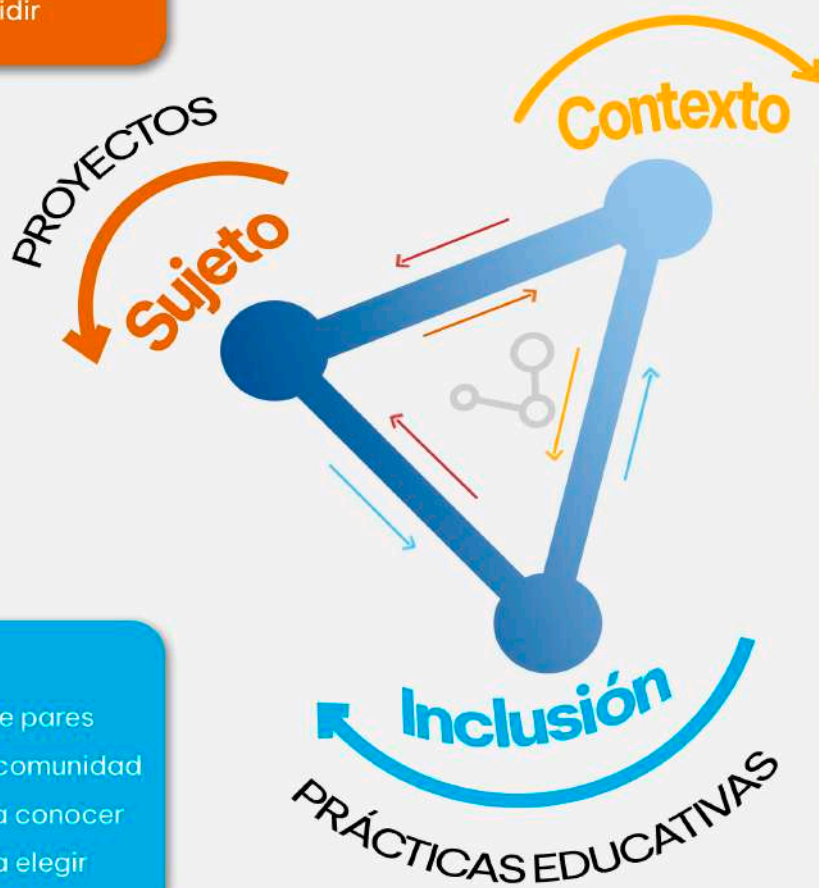 idir
PROYECTOS
Contexto
Sujeto
Inclusión
PRÁCTICAS EDUCATIVAS
e pares
comunidad
a conocer
a elegir